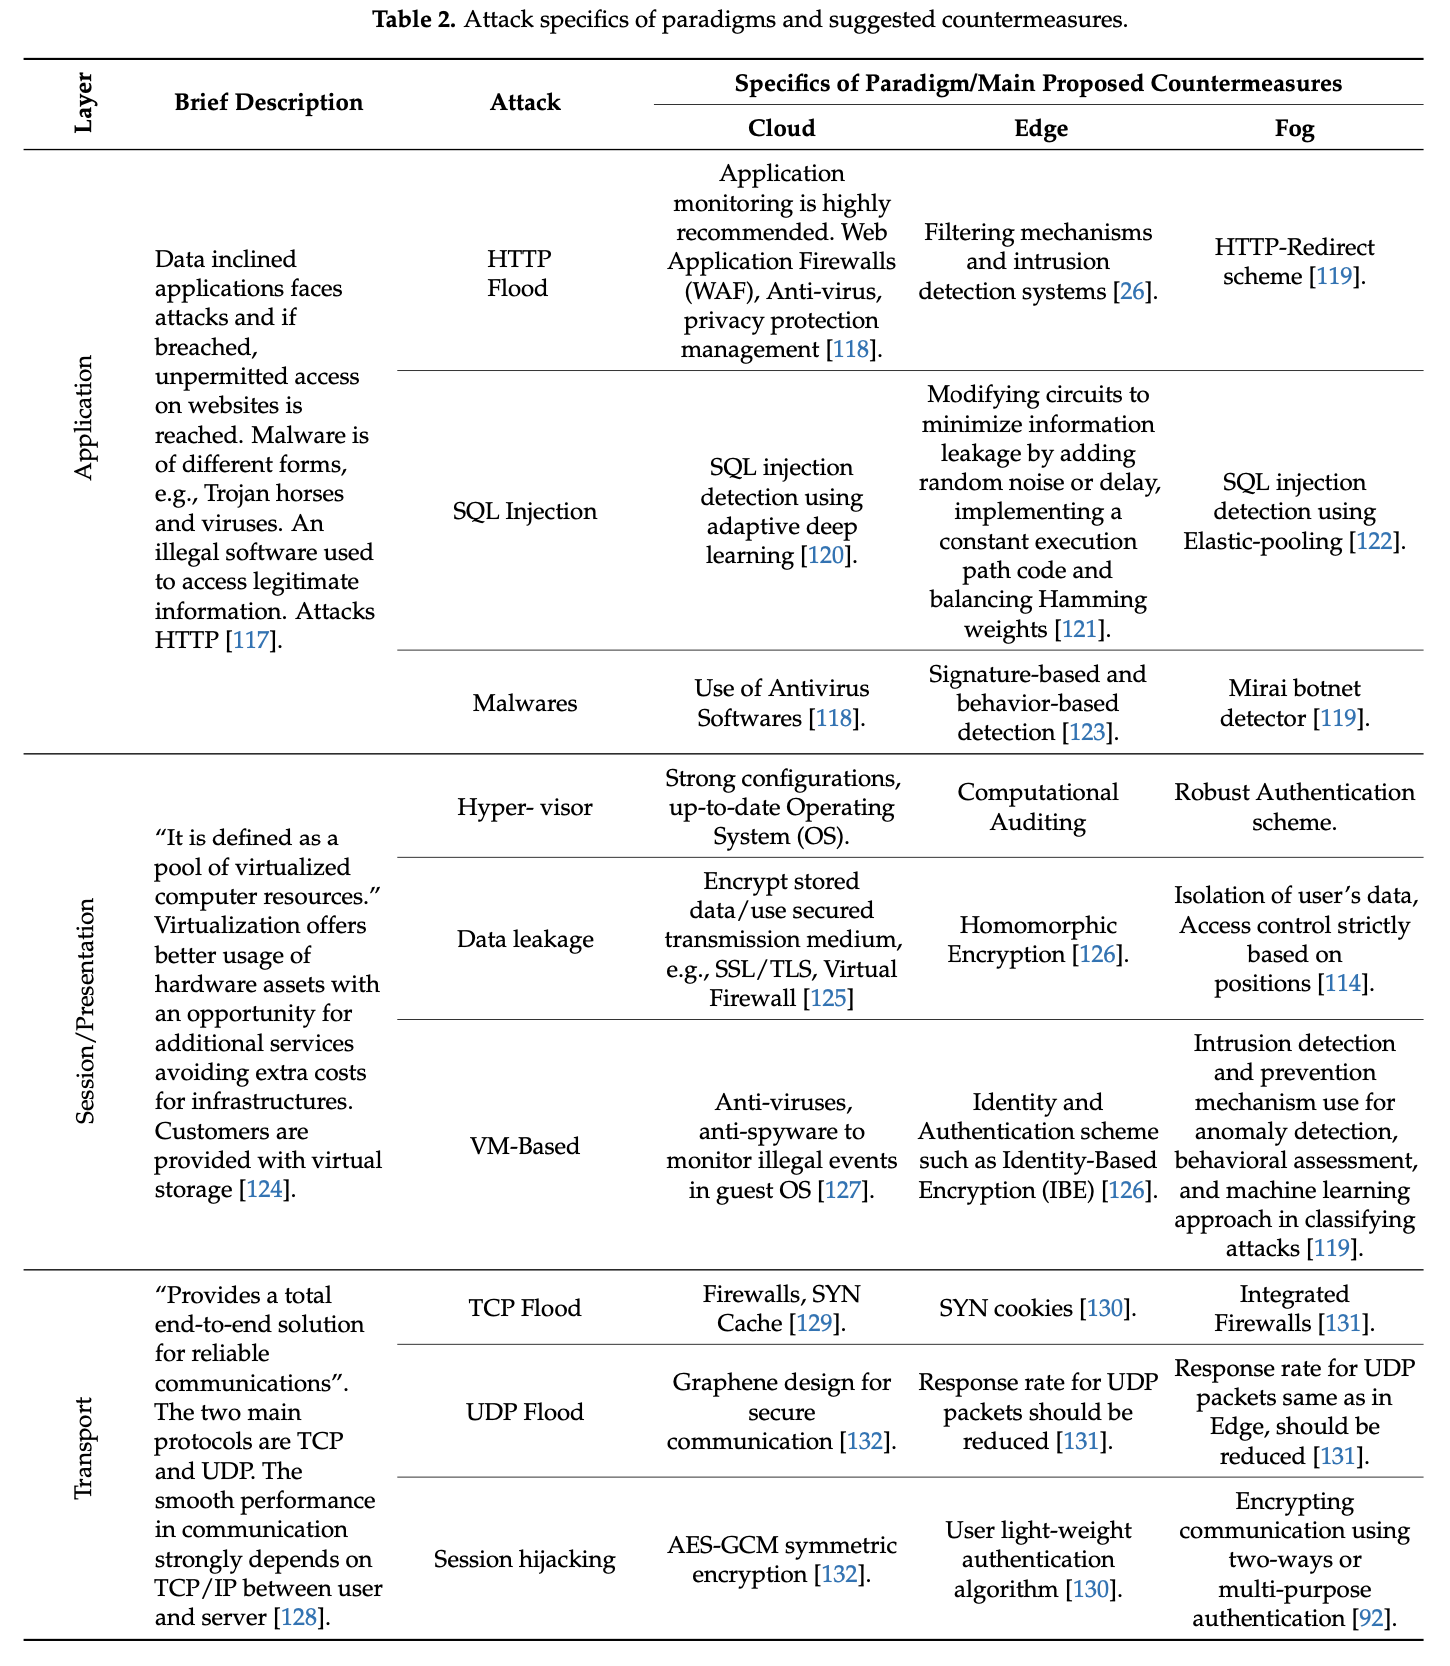 Table 2. Attack specifics of paradigms and suggested countermeasures.
Layer
Brief Description
Attack
Specifics of Paradigm/Main Proposed Countermeasures
Cloud
Edge
Fog
Application
Data inclined
applications faces
attacks and if
breached,
unpermitted access
on websites is
reached. Malware is
of different forms,
e.g., Trojan horses
and viruses. An
illegal software used
to access legitimate
information. Attacks
HTTP [117].
HTTP
Flood
Application
monitoring is highly
recommended. Web
Application Firewalls
(WAF), Anti-virus,
privacy protection
management [118].
Filtering mechanisms
and intrusion
detection systems [26].
HTTP-Redirect
scheme [119].
SQL Injection
SQL injection
detection using
adaptive deep
learning [120].
Modifying circuits to
minimize information
leakage by adding
random noise or delay,
implementing a
constant execution
path code and
balancing Hamming
weights [121].
SQL injection
detection using
Elastic-pooling [122].
Malwares
Use of Antivirus
Softwares [118].
Signature-based and
behavior-based
detection [123].
Mirai botnet
detector [119].
Session/Presentation
“It is defined as a
pool of virtualized
computer resources.”
Virtualization offers
better usage of
hardware assets with
an opportunity for
additional services
avoiding extra costs
for infrastructures.
Customers are
provided with virtual
storage [124].
Hyper- visor
Strong configurations,
up-to-date Operating
System (OS).
Computational
Auditing
Robust Authentication
scheme.
Data leakage
Encrypt stored
data/use secured
transmission medium,
e.g., SSL/TLS, Virtual
Firewall [125]
Homomorphic
Encryption [126].
Isolation of user’s data,
Access control strictly
based on
positions [114].
VM-Based
Anti-viruses,
anti-spyware to
monitor illegal events
in guest OS [127].
Identity and
Authentication scheme
such as Identity-Based
Encryption (IBE) [126].
Intrusion detection
and prevention
mechanism use for
anomaly detection,
behavioral assessment,
and machine learning
approach in classifying
attacks [119].
Transport
“Provides a total
end-to-end solution
for reliable
communications”.
The two main
protocols are TCP
and UDP. The
smooth performance
in communication
strongly depends on
TCP/IP between user
and server [128].
TCP Flood
Firewalls, SYN
Cache [129].
SYN cookies [130].
Integrated
Firewalls [131].
UDP Flood
Graphene design for
secure
communication [132].
Response rate for UDP
packets should be
reduced [131].
Response rate for UDP
packets same as in
Edge, should be
reduced [131].
Session hijacking
AES-GCM symmetric
encryption [132].
User light-weight
authentication
algorithm [130].
Encrypting
communication using
two-ways or
multi-purpose
authentication [92].